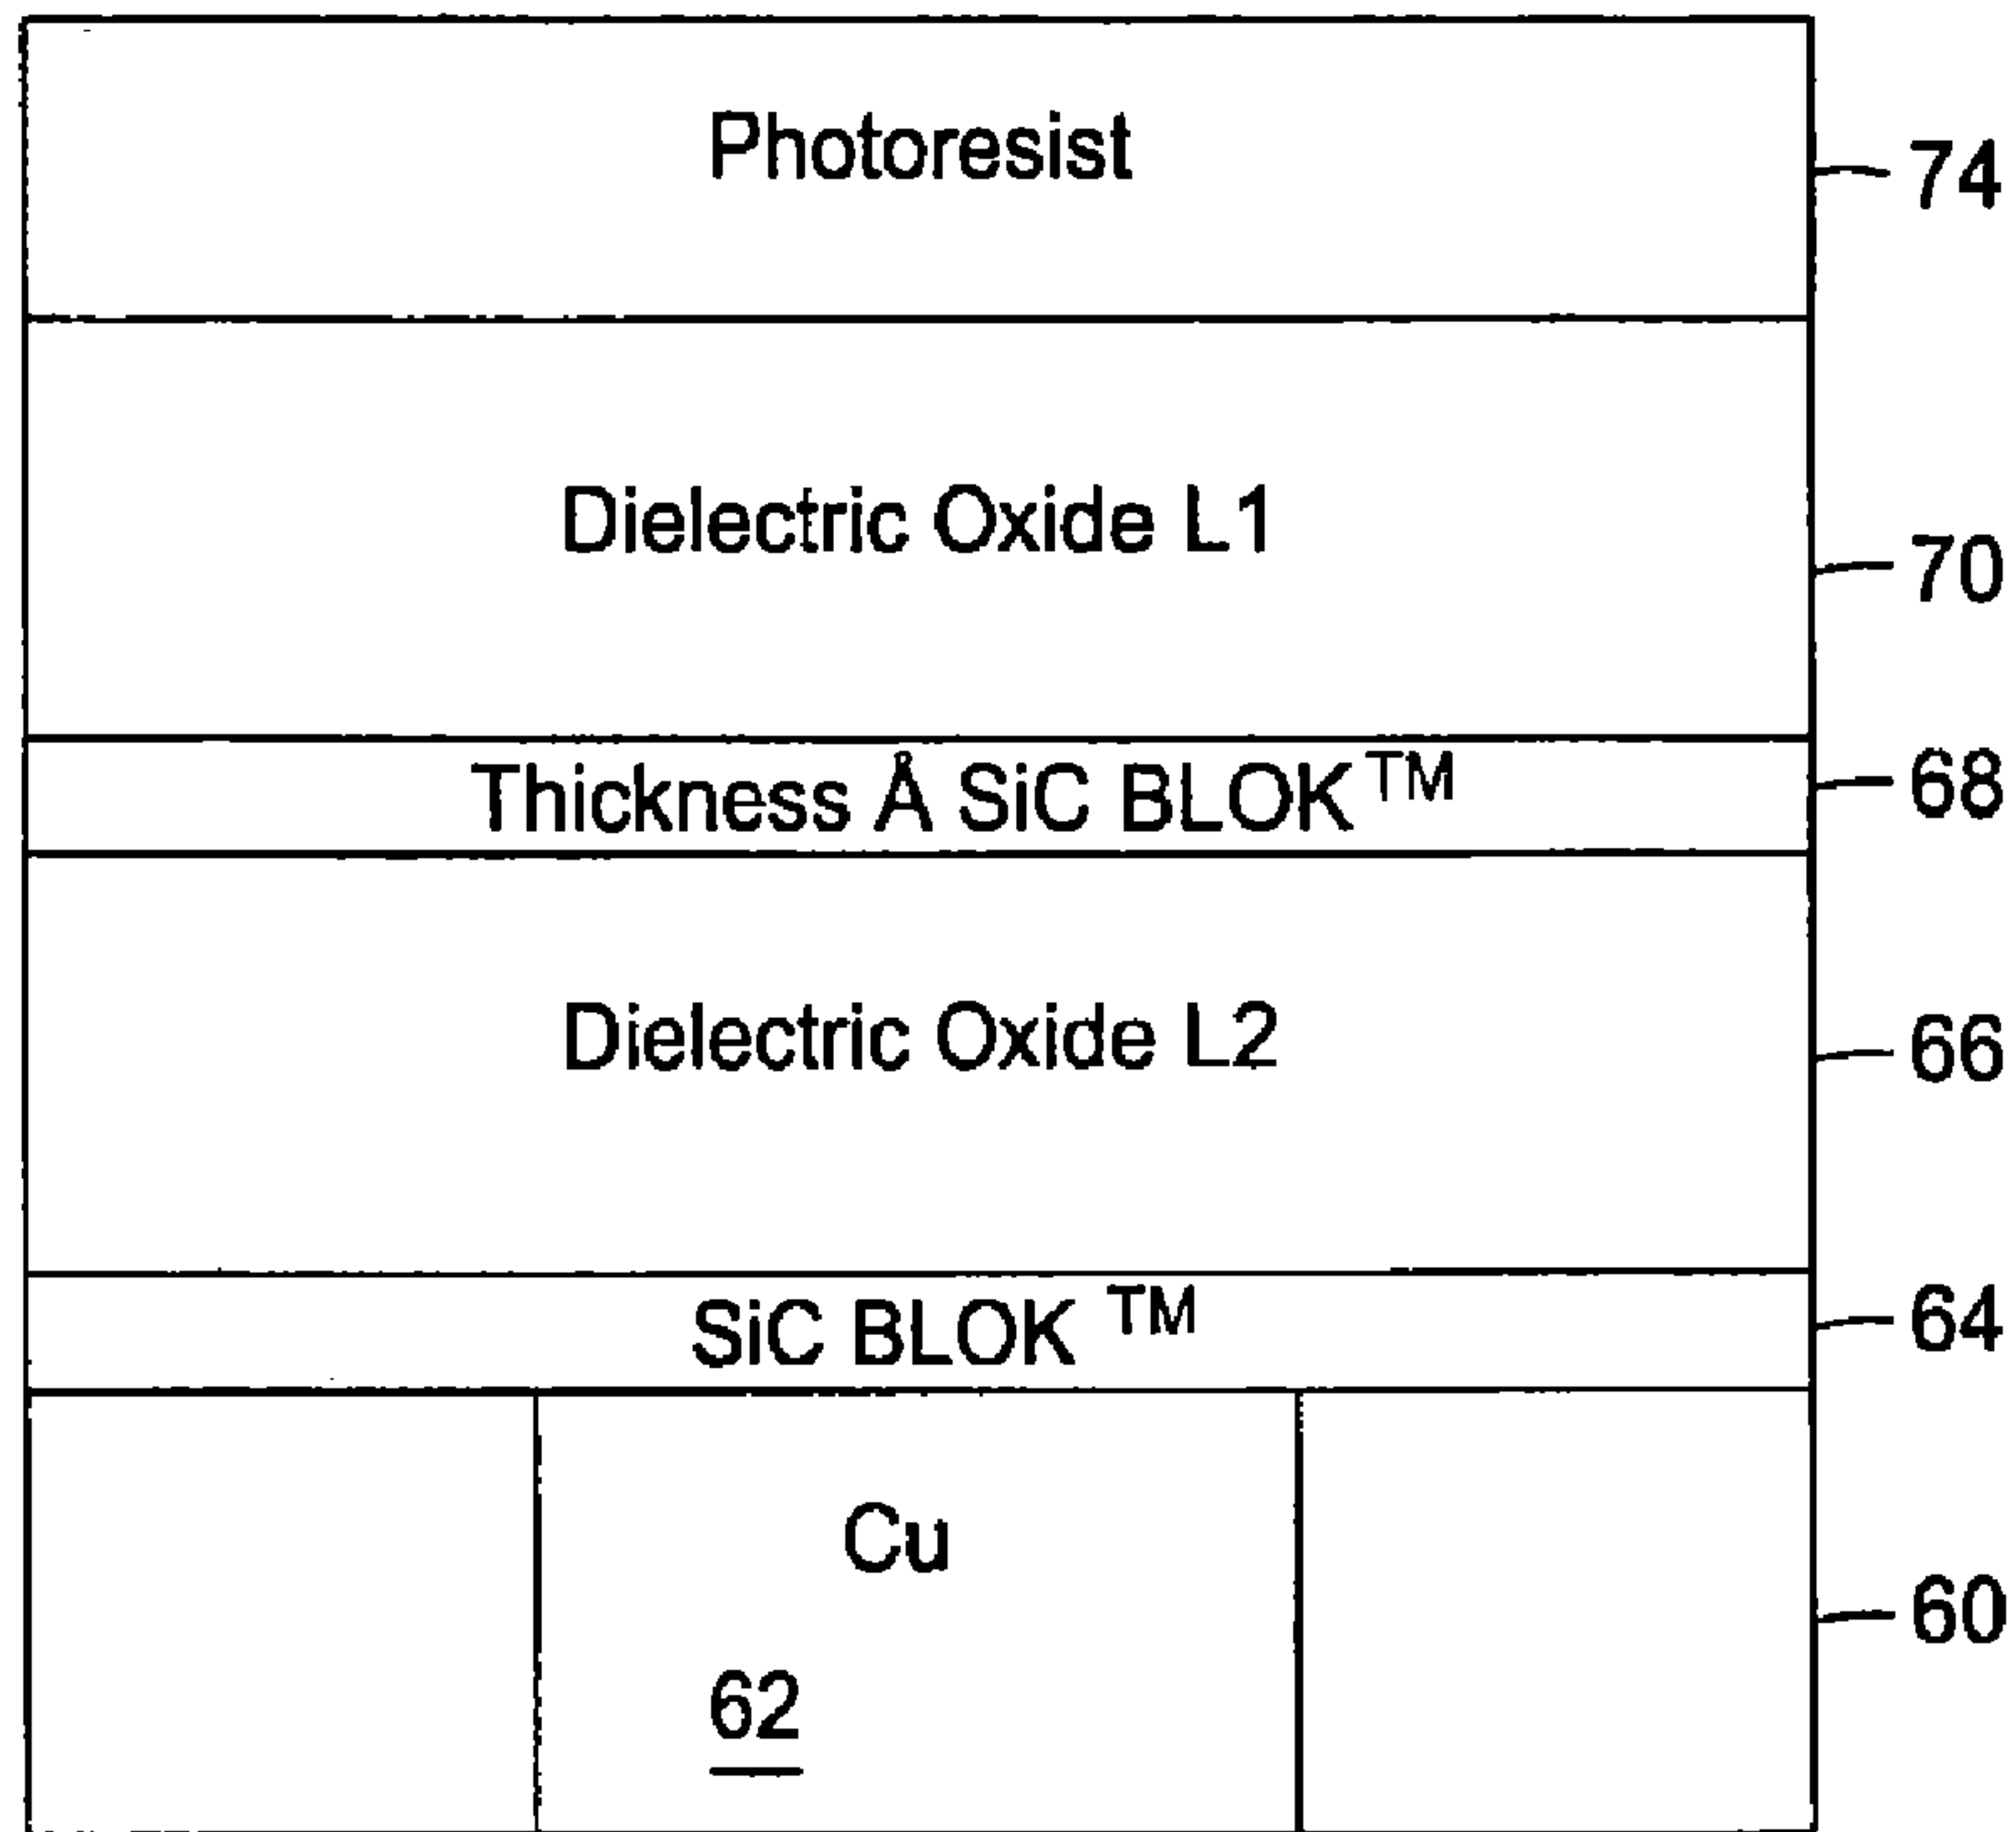 Photoresist
74
Dielectric Oxide L1
70
Thickness Å SiC BLOK™
68
Dielectric Oxide L2
66
SiC BLOK ™
64
Cu
60
62